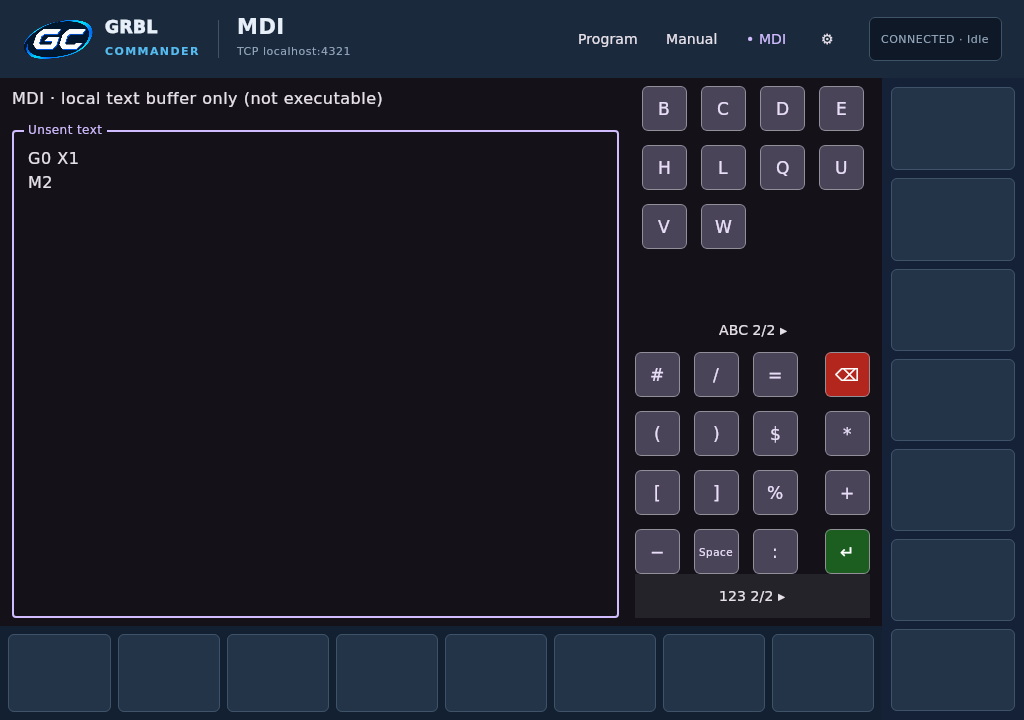 GC
GRBL
COMMANDER
MDI
TCP localhost:4321
Program
Manual
• MDI
⚙
CONNECTED · Idle
MDI · local text buffer only (not executable)
Unsent text
G0 X1
M2
B C D E
H L Q U
V W
ABC 2/2 ▸
# / = ⌫
( ) $ *
[ ] % +
− Space : ↵
123 2/2 ▸